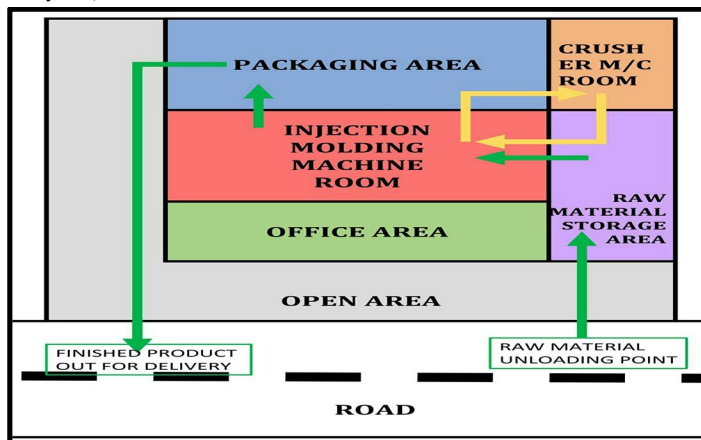 PACKAGING AREA
CRUSH
ER M/C
ROOM
INJECTION
MOLDING
MACHINE
ROOM
RAW
MATERIAL
STORAGE
AREA
OFFICE AREA
OPEN AREA
FINISHED PRODUCT
OUT FOR DELIVERY
RAW MATERIAL
UNLOADING POINT
ROAD